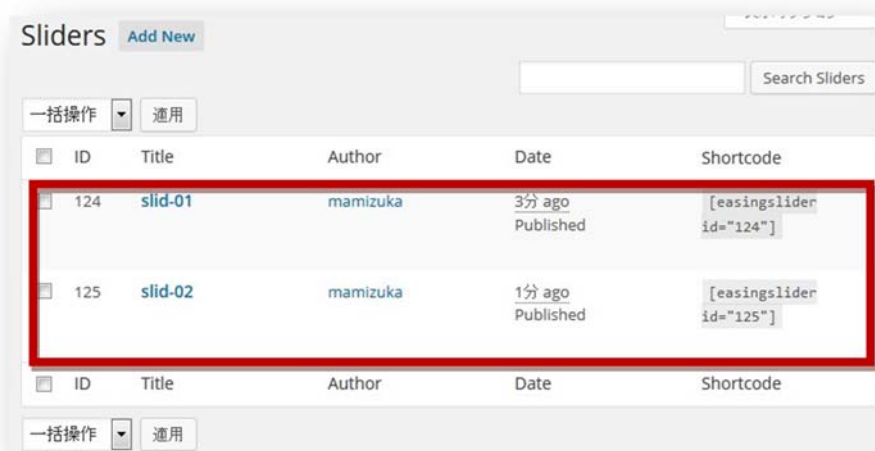 Sliders Add New
Search Sliders
一括操作 適用
ID Title Author Date Shortcode
124 slid-01 mamizuka 3分 ago [easingslider
Published id="124"]
125 slid-02 mamizuka 1分 ago [easingslider
Published id="125"]
ID Title Author Date Shortcode
一括操作 適用